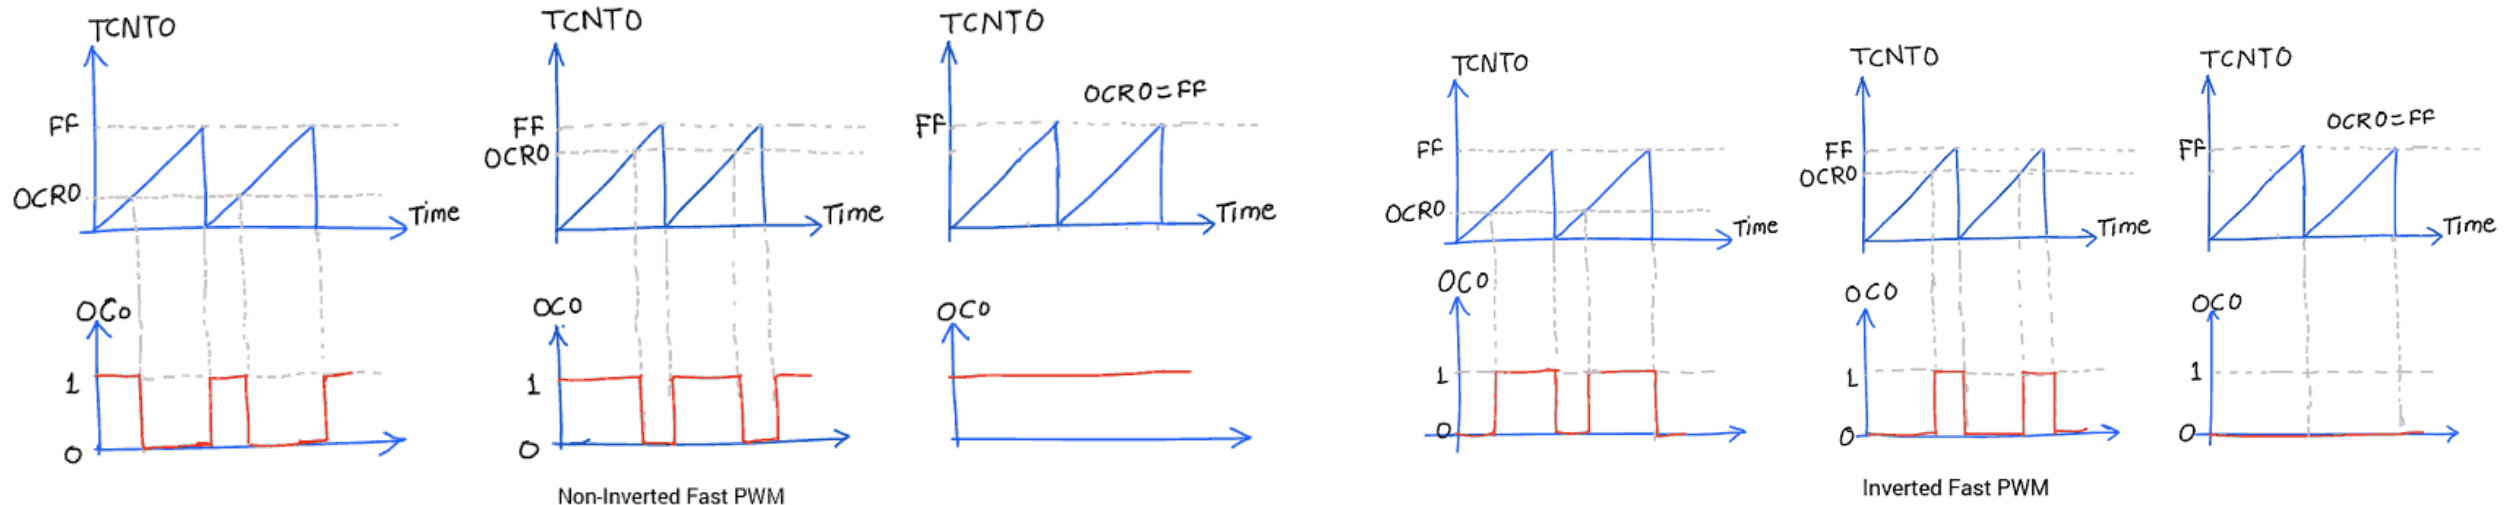 TCNT0
FF
OCR0
Time
OC0
1
0
TCNT0
FF
OCR0
Time
OC0
1
0
TCNT0
OCR0=FF
FF
Time
OC0
Non-Inverted Fast PWM
TCNT0
FF
OCR0
Time
OC0
1
0
TCNT0
FF
OCR0
Time
OC0
1
0
TCNT0
OCR0=FF
FF
Time
OC0
1
0
Inverted Fast PWM